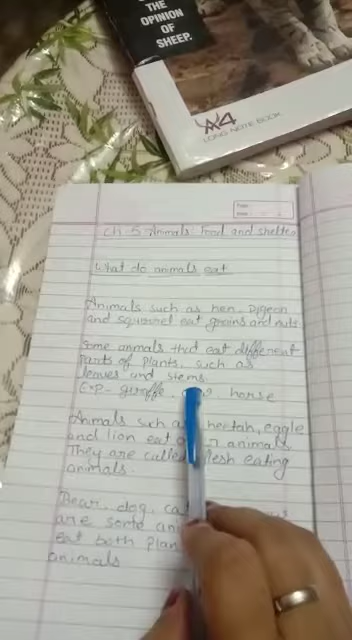 THE
OPINION
OF
SHEEP.
W4
LONG NOTE BOOK
Ch-5 Animals Food and shelter
What do animals eat
Animals such as hen, pigeon
and squirrel eat grains and nuts
Some animals that eat different
parts of plants, such as
leaves and stems.
Exp- giraffe, horse
Animals such as cheetah, eagle
and lion eat animals
They are called flesh eating
animals.
Bear, dog,
are some
eat both
animals